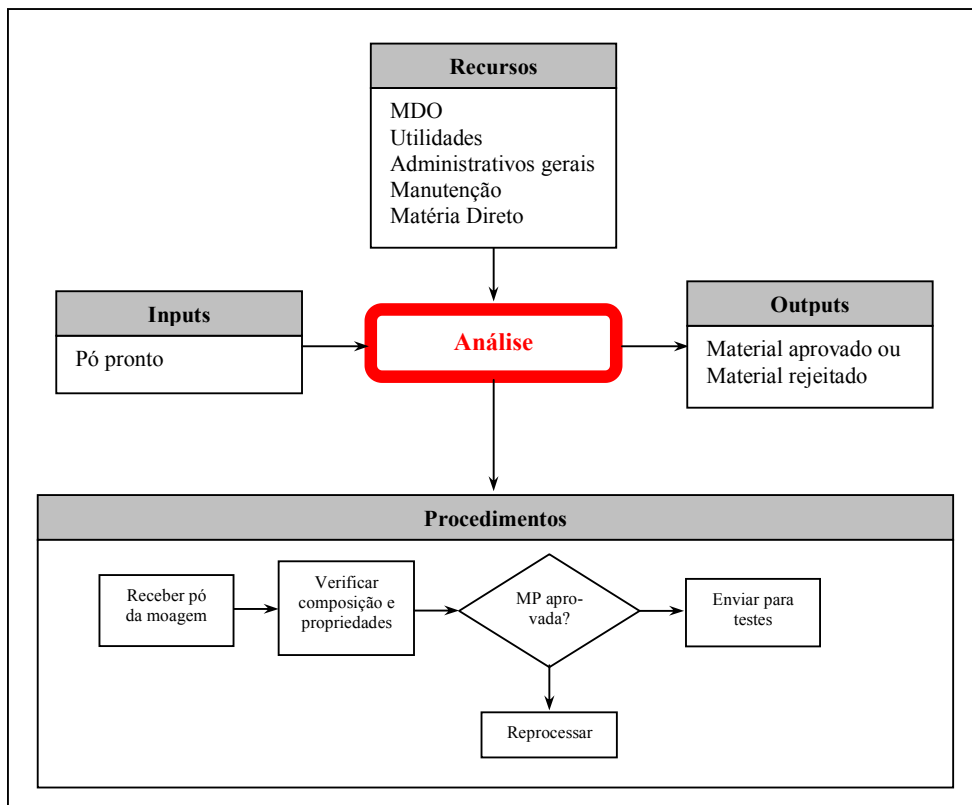 Recursos
MDO
Utilidades
Administrativos gerais
Manutenção
Matéria Direto
Inputs
Pó pronto
Análise
Outputs
Material aprovado ou
Material rejeitado
Procedimentos
Receber pó
da moagem
Verificar
composição e
propriedades
MP apro-
vada?
Enviar para
testes
Reprocessar